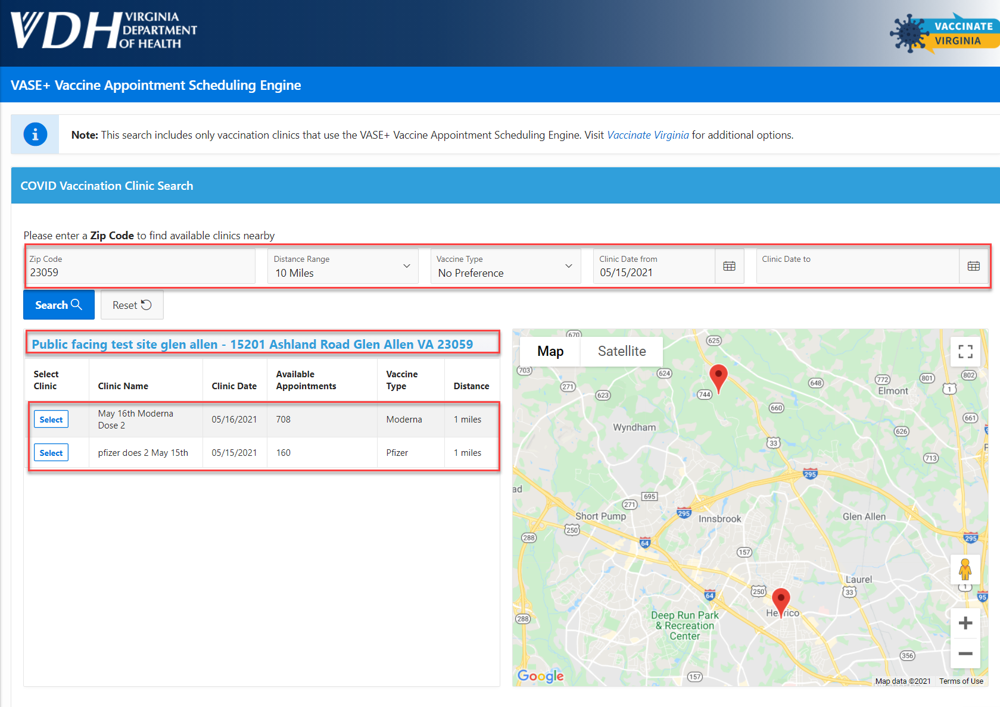 VDH VIRGINIA
DEPARTMENT
OF HEALTH
VACCINATE
VIRGINIA
VASE+ Vaccine Appointment Scheduling Engine
Note: This search includes only vaccination clinics that use the VASE+ Vaccine Appointment Scheduling Engine. Visit Vaccinate Virginia for additional options.
COVID Vaccination Clinic Search
Please enter a Zip Code to find available clinics nearby
Zip Code
23059
Distance Range
10 Miles
Vaccine Type
No Preference
Clinic Date from
05/15/2021
Clinic Date to
Search
Reset
Public facing test site glen allen - 15201 Ashland Road Glen Allen VA 23059
Select
Clinic
Clinic Name
Clinic Date
Available
Appointments
Vaccine
Type
Distance
Select
May 16th Moderna
Dose 2
05/16/2021
708
Moderna
1 miles
Select
pfizer does 2 May 15th
05/15/2021
160
Pfizer
1 miles
Map
Satellite
670
625
703
624
271
623
744
648
772
801
802
1
Elmont
660
661
Wyndham
626
33
713
295
ad
695
271
295
Short Pump
Innsbrook
Glen Allen
250
288
64
295
157
Laurel
250
33
1
95
64
Henrico
288
Deep Run Park
& Recreation
Center
356
157
Google
Map data ©2021
Terms of Use